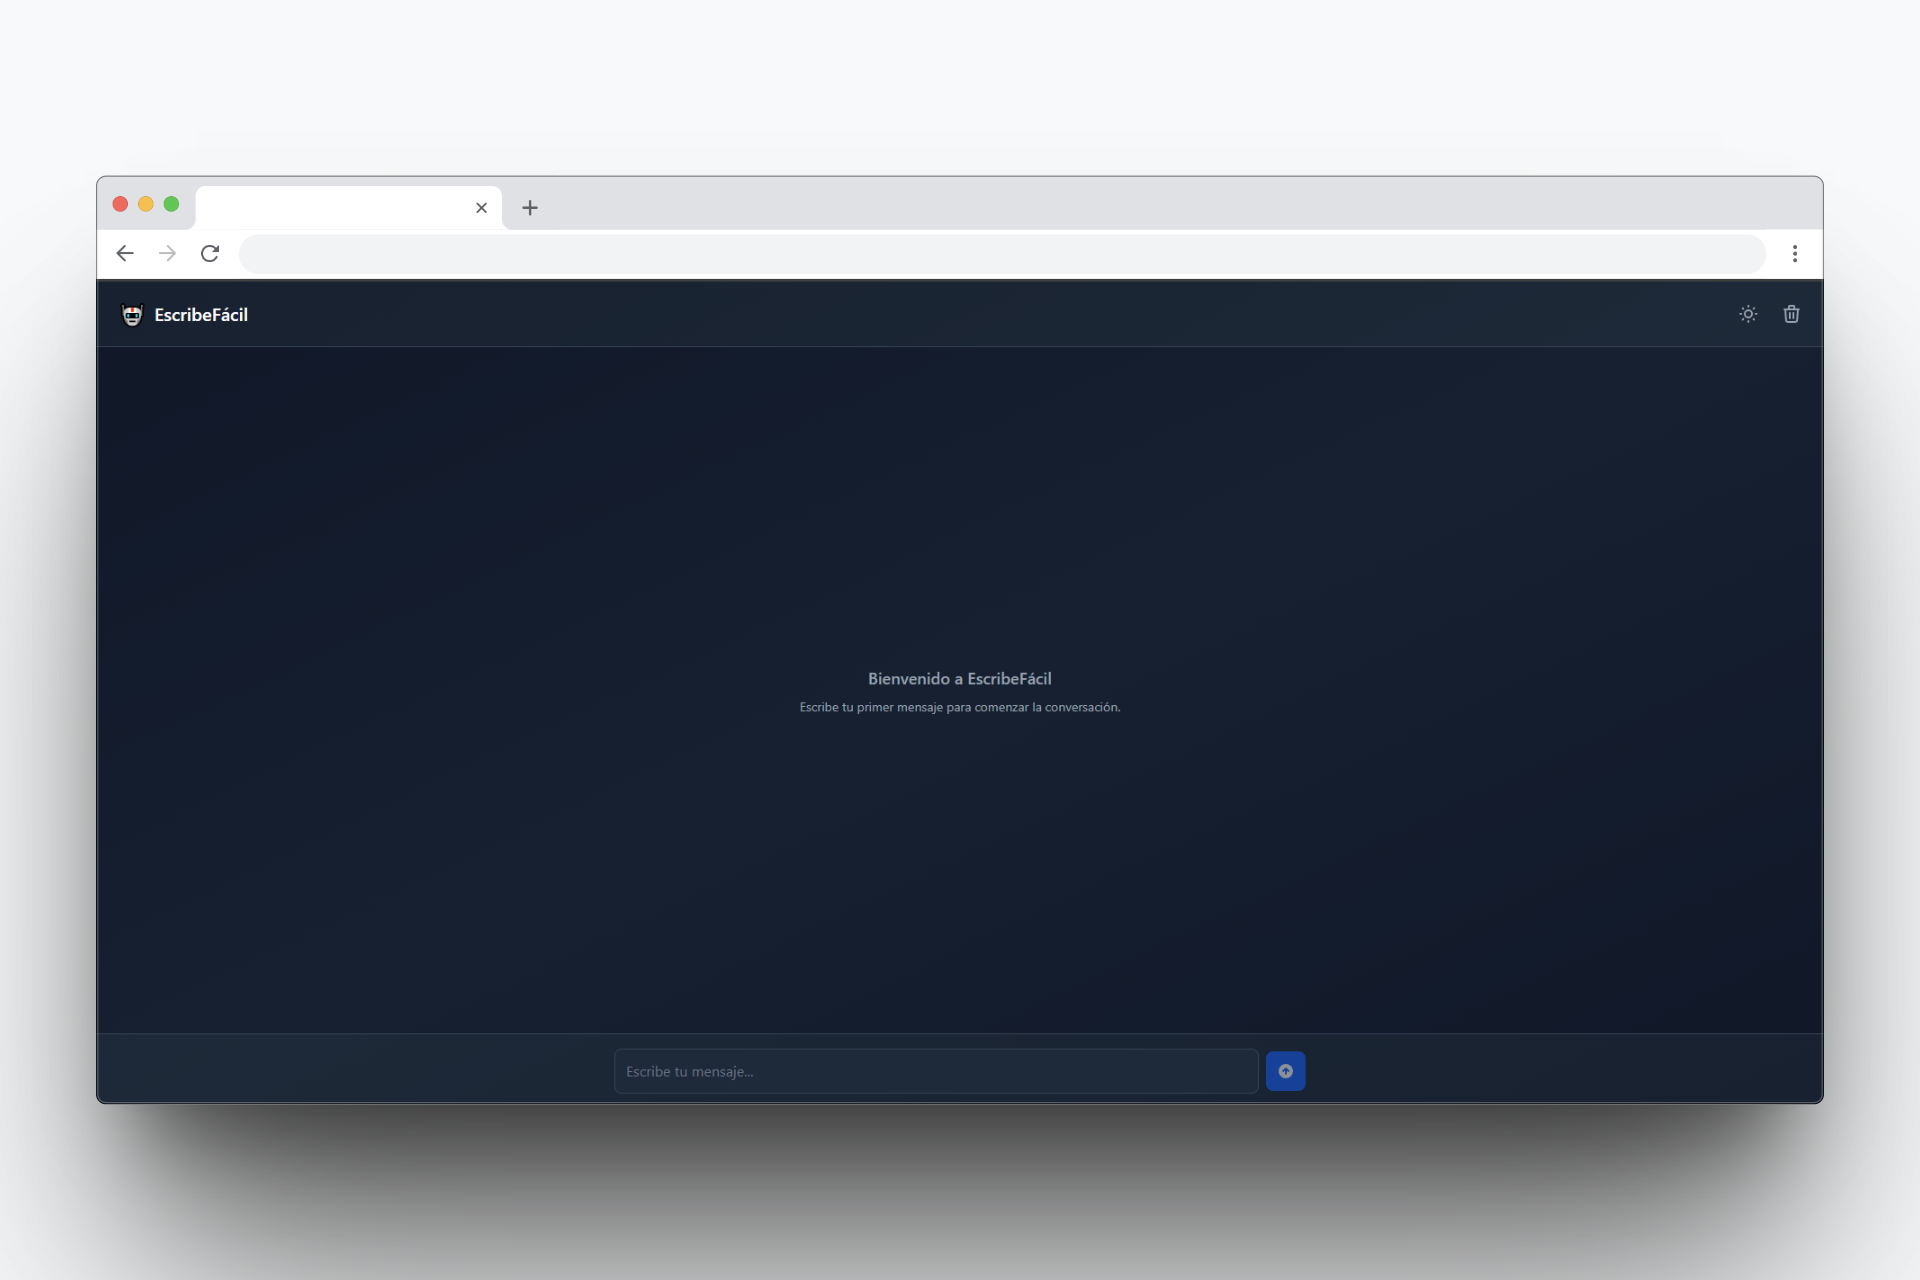 EscribeFácil
Bienvenido a EscribeFácil
Escribe tu primer mensaje para comenzar la conversación.
Escribe tu mensaje...